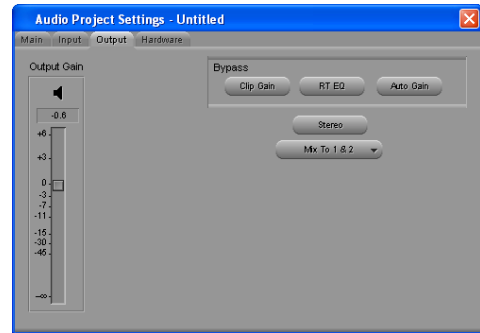 Audio Project Settings - Untitled
Main Input Output Hardware
Output Gain
Bypass
Clip Gain RT EQ Auto Gain
-0.6
Stereo
+6
Mix To 1 & 2
+3
0
-3
-7
-11
-15
-30
-45
-∞